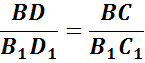 BD/B₁D₁ = BC/B₁C₁